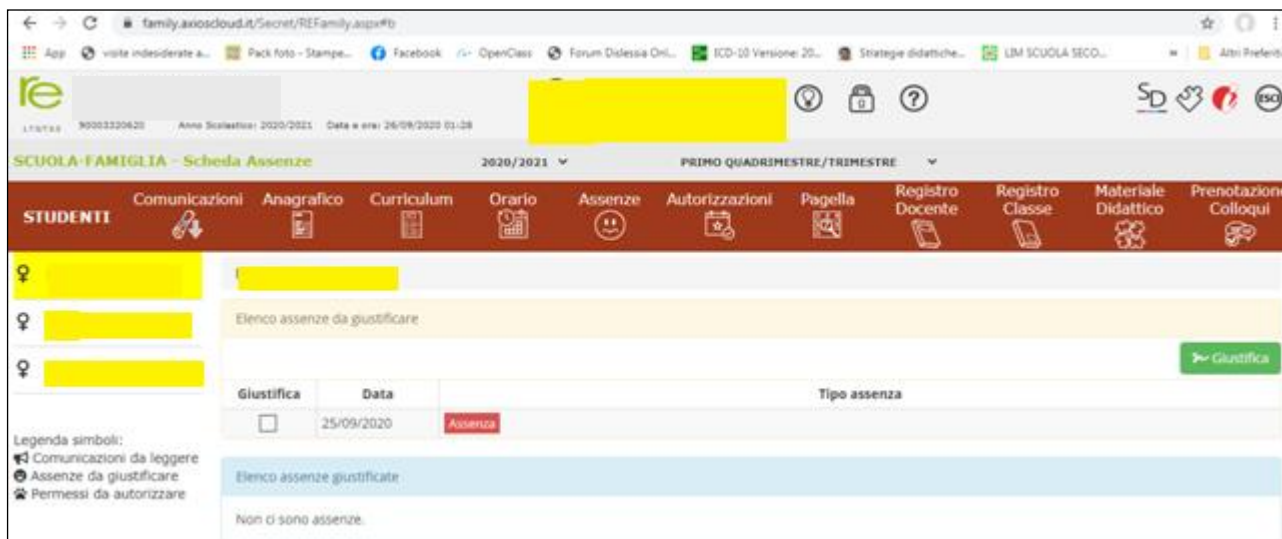 family.axioscloud.it/Secret/REFamily.aspx#b
App visite indesiderate a... Pack foto - Stampe... Facebook OpenClass Forum Dislessia Onl... ICD-10 Versione: 20... Strategie didattiche... LIM SCUOLA SECO... » Altri Preferiti
re
90003320620 Anno Scolastico: 2020/2021 Data e ora: 26/09/2020 01:28
SD
ESCI
SCUOLA-FAMIGLIA - Scheda Assenze 2020/2021 PRIMO QUADRIMESTRE/TRIMESTRE
STUDENTI Comunicazioni Anagrafico Curriculum Orario Assenze Autorizzazioni Pagella Registro Docente Registro Classe Materiale Didattico Prenotazione Colloqui
Elenco assenze da giustificare
Giustifica
Giustifica Data Tipo assenza
25/09/2020 Assenza
Legenda simboli:
Comunicazioni da leggere
Assenze da giustificare
Permessi da autorizzare
Elenco assenze giustificate
Non ci sono assenze.